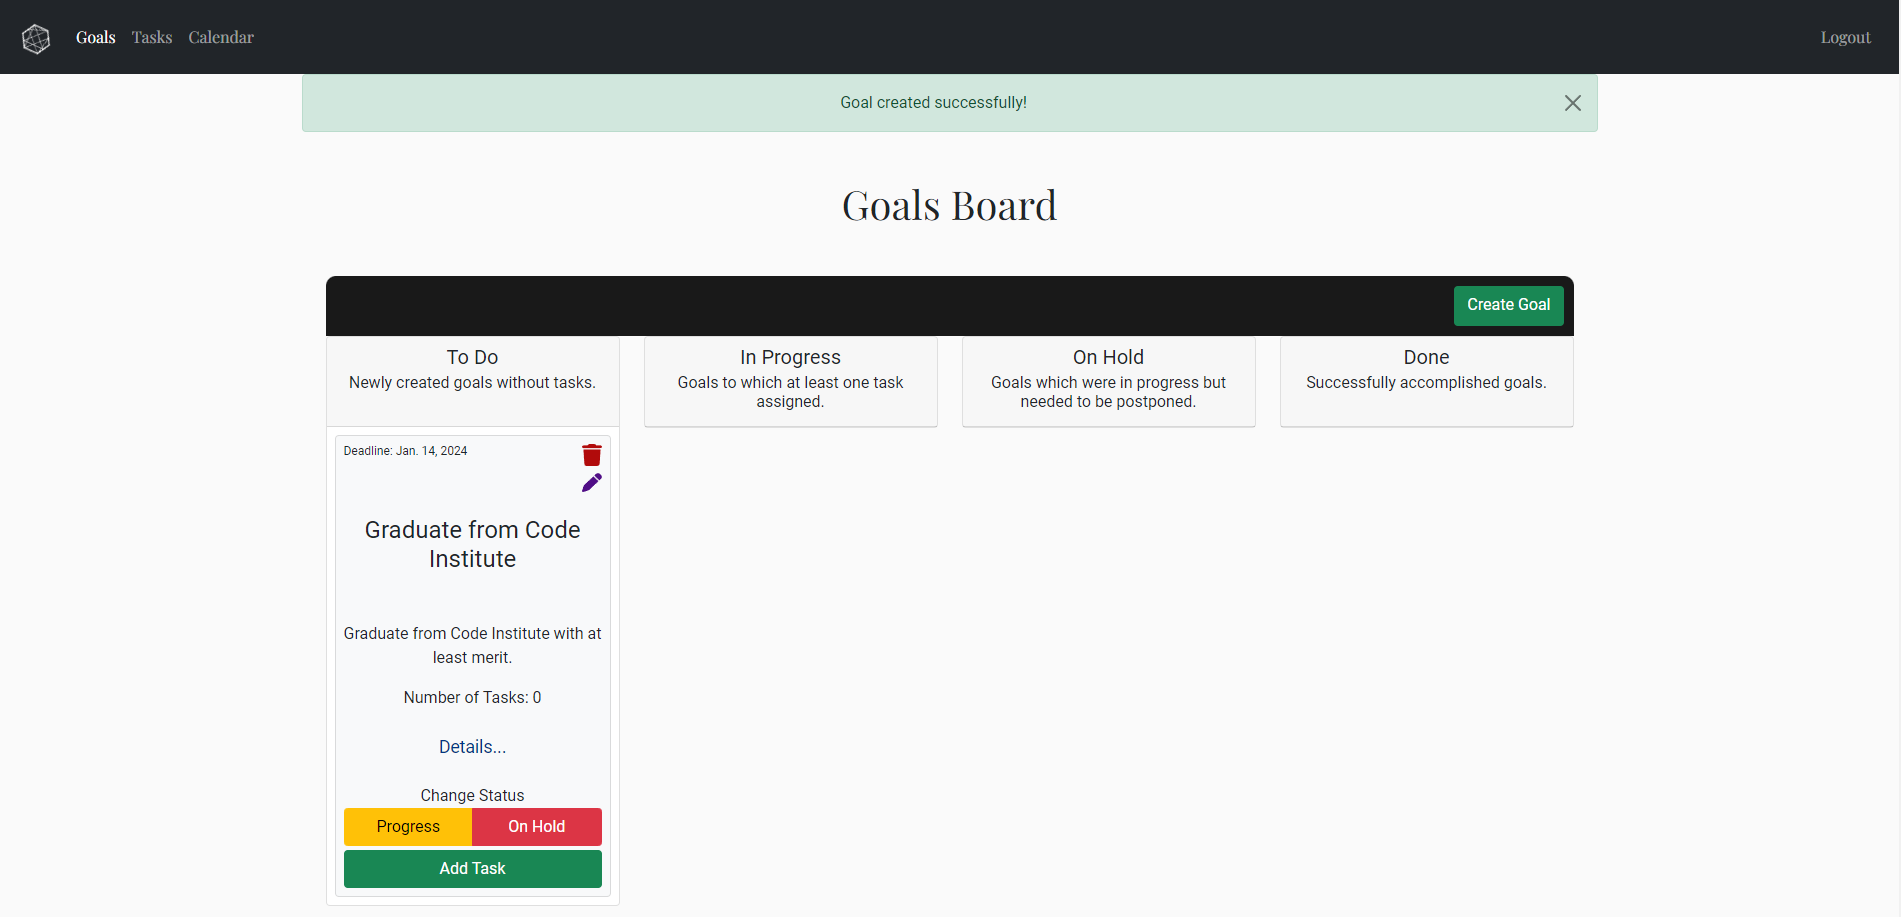 Goals Tasks Calendar Logout
Goal created successfully!
Goals Board
Create Goal
To Do
Newly created goals without tasks.
In Progress
Goals to which at least one task
assigned.
On Hold
Goals which were in progress but
needed to be postponed.
Done
Successfully accomplished goals.
Deadline: Jan. 14, 2024
Graduate from Code
Institute
Graduate from Code Institute with at
least merit.
Number of Tasks: 0
Details...
Change Status
Progress On Hold
Add Task